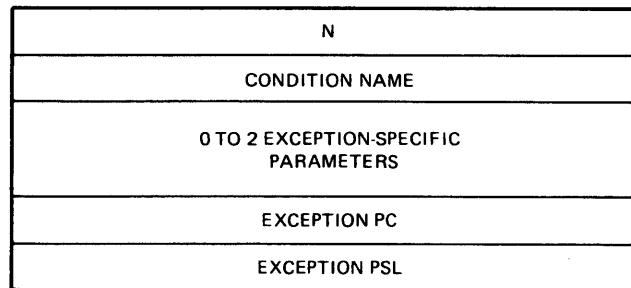 N
CONDITION NAME
0 TO 2 EXCEPTION-SPECIFIC
PARAMETERS
EXCEPTION PC
EXCEPTION PSL